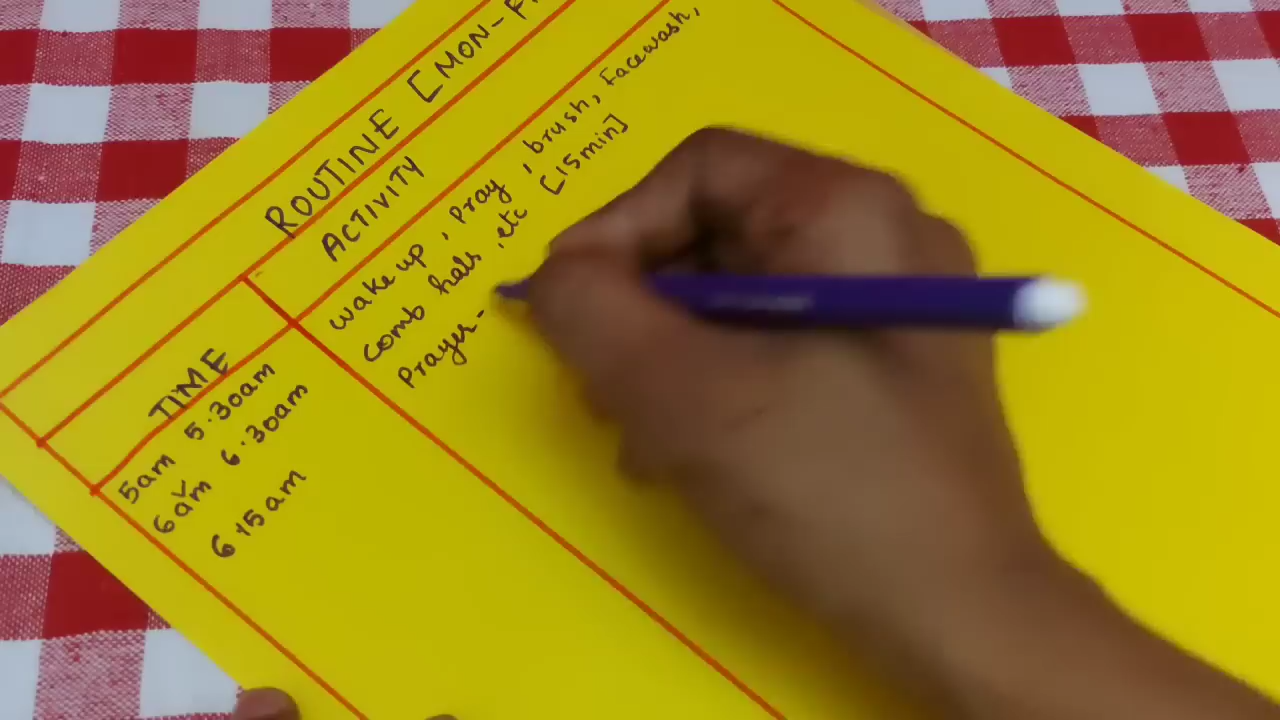 ROUTINE [MON-F
TIME
ACTIVITY
5am 5.30am
6am 6.30am
6.15am
wake up, Pray, brush, Facewash,
comb hals, etc [15min]
Prayer-